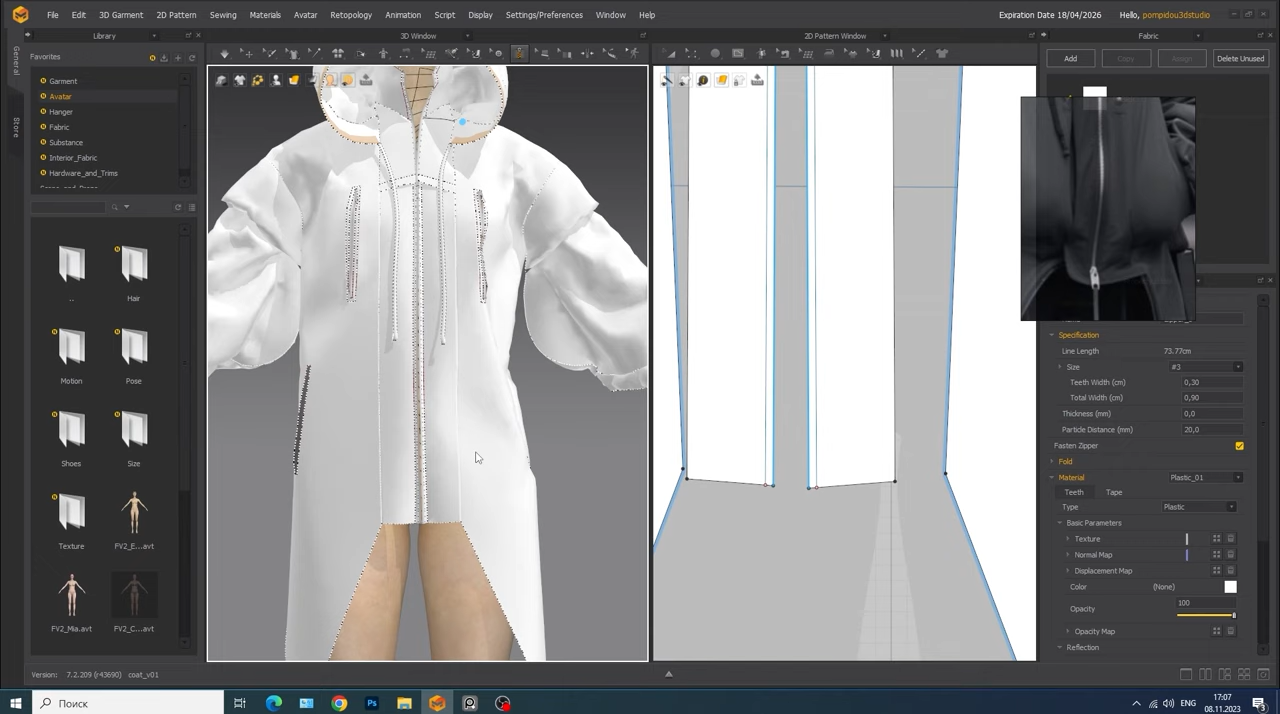 File Edit 3D Garment 2D Pattern Sewing Materials Avatar Retopology Animation Script Display Settings/Preferences Window Help
Expiration Date 18/04/2026 Hello, pompidou3dstudio
Library
3D Window
2D Pattern Window
Fabric
General
Store
Favorites
Garment
Avatar
Hanger
Fabric
Substance
Interior_Fabric
Hardware_and_Trims
..
Hair
Motion
Pose
Shoes
Size
Texture
FV2_E...avt
FV2_Mia.avt
FV2_C...avt
Add Copy Assign Delete Unused
Specification
Line Length 73.77cm
Size #3
Teeth Width (cm) 0,30
Total Width (cm) 0,90
Thickness (mm) 0,0
Particle Distance (mm) 20,0
Fasten Zipper
Fold
Material Plastic_01
Teeth Tape
Type Plastic
Basic Parameters
Texture
Normal Map
Displacement Map
Color (None)
Opacity 100
Opacity Map
Reflection
Version: 7.2.209 (r43690) coat_v01
Поиск
ENG
17:07
08.11.2023